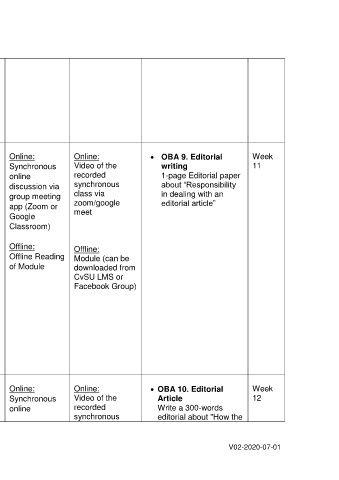 Online:
Synchronous
online
discussion via
group meeting
app (Zoom or
Google
Classroom)
Offline:
Offline Reading
of Module
Online:
Video of the
recorded
synchronous
class via
zoom/google
meet
Offline:
Module (can be
downloaded from
CvSU LMS or
Facebook Group)
• OBA 9. Editorial
writing
1-page Editorial paper
about "Responsibility
in dealing with an
editorial article"
Week
11
Online:
Synchronous
online
Online:
Video of the
recorded
synchronous
• OBA 10. Editorial
Article
Write a 300-words
editorial about "How the
Week
12
V02-2020-07-01